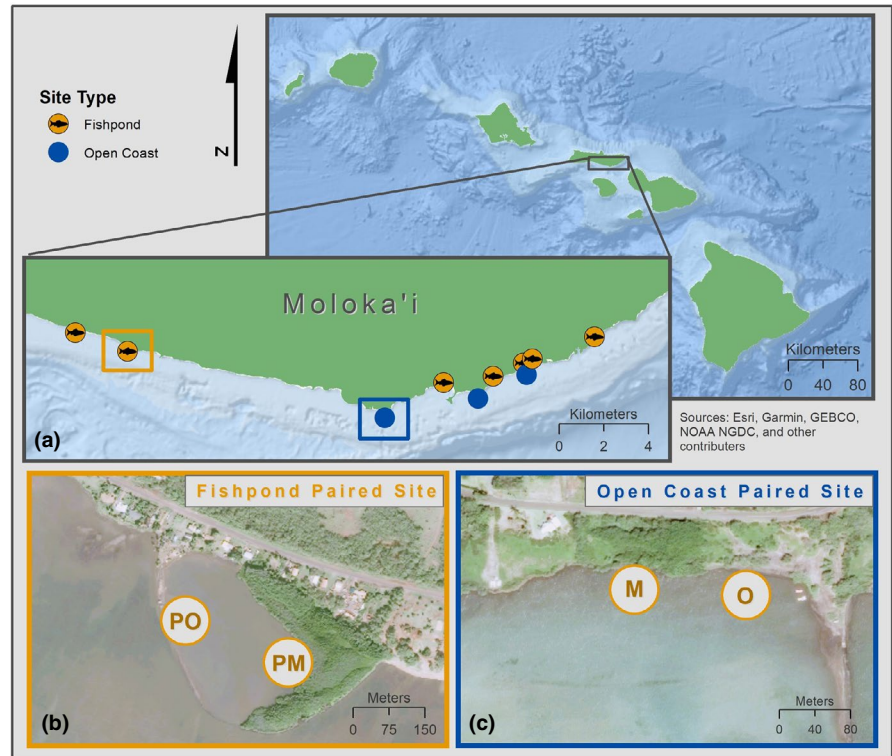 Site Type
Fishpond
Open Coast
N
Moloka'i
Kilometers
0 2 4
(a)
Kilometers
0 40 80
Sources: Esri, Garmin, GEBCO,
NOAA NGDC, and other
contributers
Fishpond Paired Site
PO
PM
Meters
0 75 150
(b)
Open Coast Paired Site
M
O
Meters
0 40 80
(c)